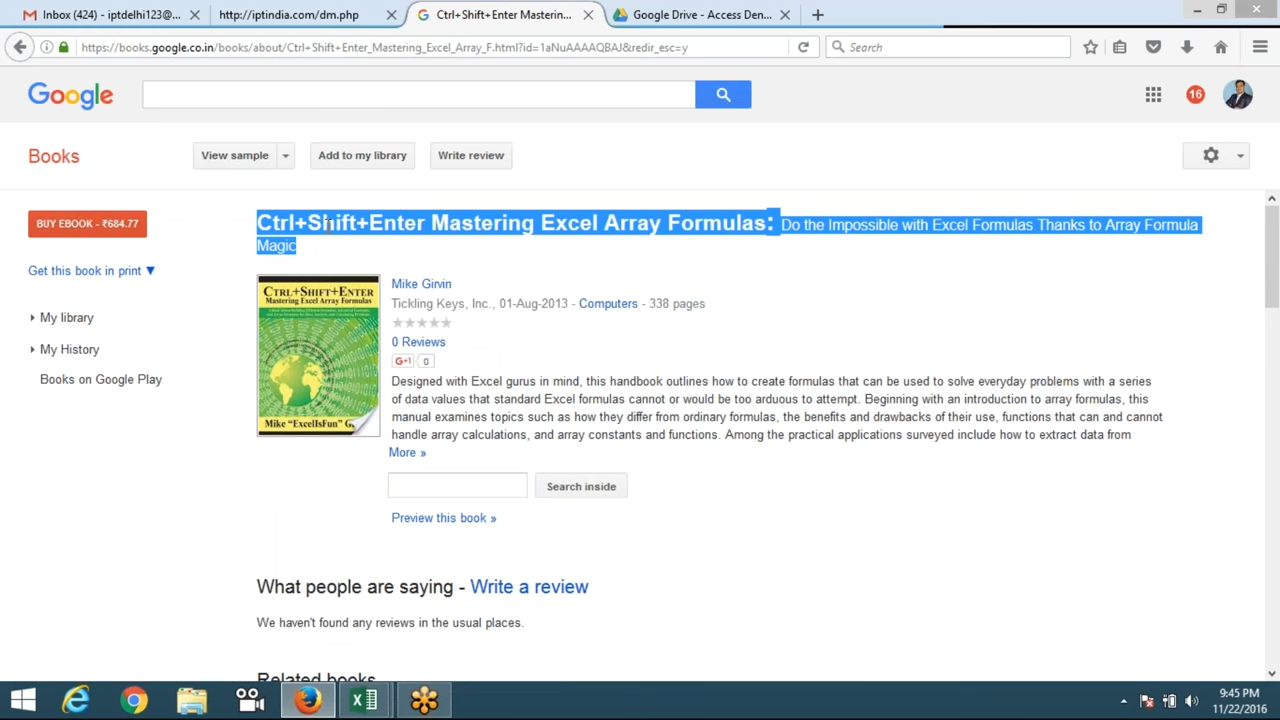 Inbox (424) - iptdelhi123@...
http://iptindia.com/dm.php
Ctrl+Shift+Enter Masterin...
Google Drive - Access Den...
https://books.google.co.in/books/about/Ctrl+Shift+Enter_Mastering_Excel_Array_F.html?id=1aNuAAAAQBAJ&redir_esc=y
Search
Google
16
Books
View sample
Add to my library
Write review
BUY EBOOK - ₹684.77
Get this book in print ▼
My library
My History
Books on Google Play
Ctrl+Shift+Enter Mastering Excel Array Formulas: Do the Impossible with Excel Formulas Thanks to Array Formula
Magic
CTRL+SHIFT+ENTER
Mastering Excel Array Formulas
Mike "ExcelIsFun" G
Mike Girvin
Tickling Keys, Inc., 01-Aug-2013 - Computers - 338 pages
0 Reviews
G+1 0
Designed with Excel gurus in mind, this handbook outlines how to create formulas that can be used to solve everyday problems with a series
of data values that standard Excel formulas cannot or would be too arduous to attempt. Beginning with an introduction to array formulas, this
manual examines topics such as how they differ from ordinary formulas, the benefits and drawbacks of their use, functions that can and cannot
handle array calculations, and array constants and functions. Among the practical applications surveyed include how to extract data from
More »
Search inside
Preview this book »
What people are saying - Write a review
We haven't found any reviews in the usual places.
Related books
9:45 PM
11/22/2016